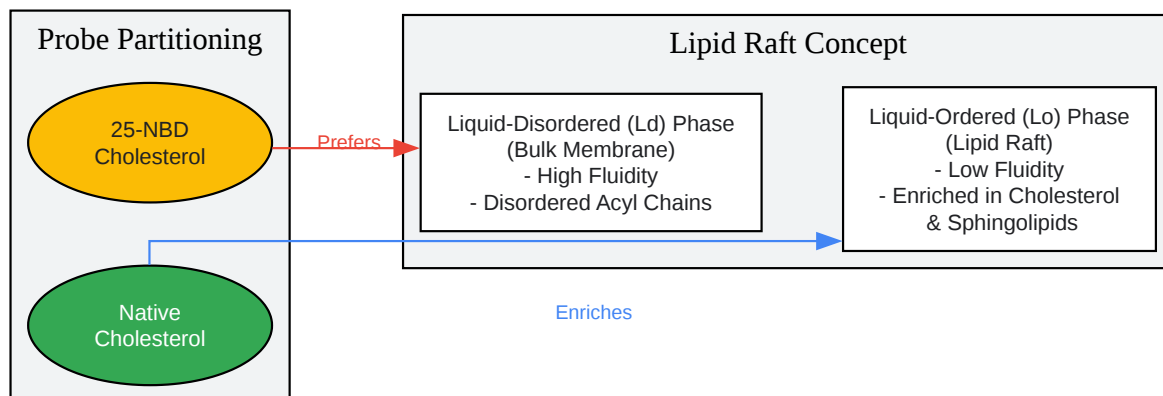 Probe Partitioning
25-NBD
Cholesterol
Native
Cholesterol
Prefers
Enriches
Lipid Raft Concept
Liquid-Disordered (Ld) Phase
(Bulk Membrane)
- High Fluidity
- Disordered Acyl Chains
Liquid-Ordered (Lo) Phase
(Lipid Raft)
- Low Fluidity
- Enriched in Cholesterol
& Sphingolipids